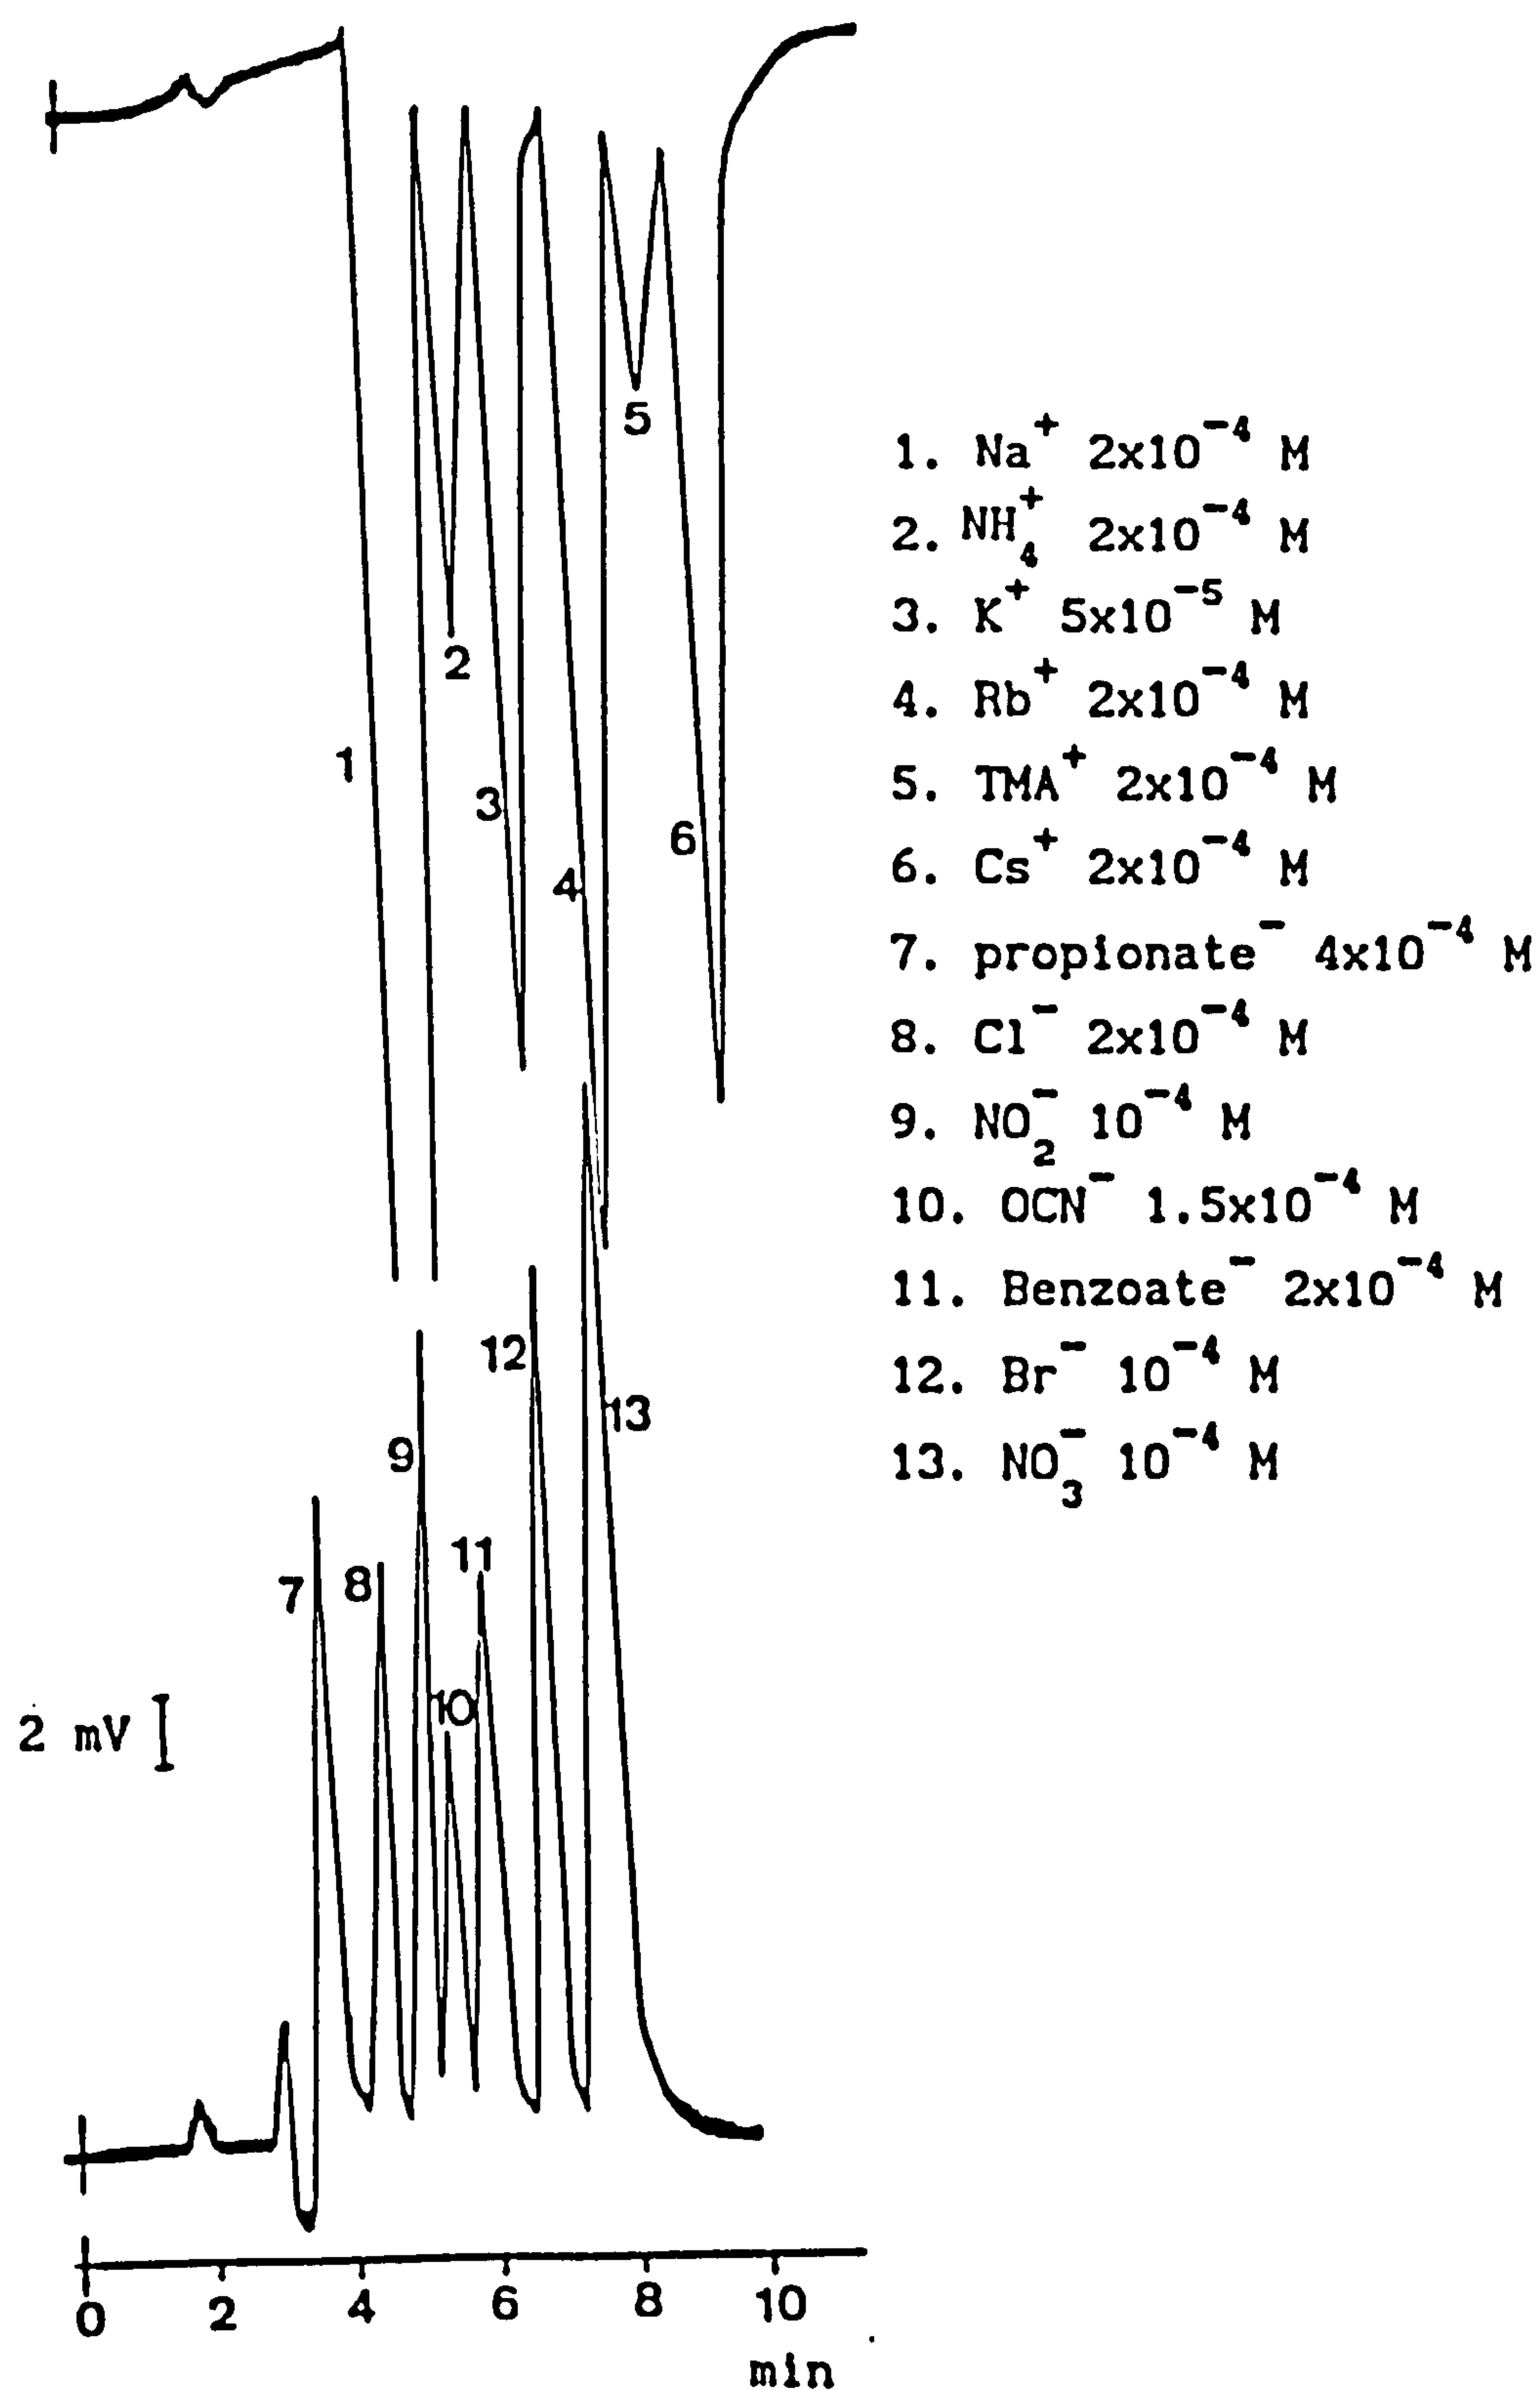 1. Na⁺ 2x10⁻⁴ M
2. NH₄⁺ 2x10⁻⁴ M
3. K⁺ 5x10⁻⁵ M
4. Rb⁺ 2x10⁻⁴ M
5. TMA⁺ 2x10⁻⁴ M
6. Cs⁺ 2x10⁻⁴ M
7. propionate⁻ 4x10⁻⁴ M
8. Cl⁻ 2x10⁻⁴ M
9. NO₂⁻ 10⁻⁴ M
10. OCN⁻ 1.5x10⁻⁴ M
11. Benzoate⁻ 2x10⁻⁴ M
12. Br⁻ 10⁻⁴ M
13. NO₃⁻ 10⁻⁴ M
5
2
1
3
6
4
12
13
9
11
7
8
10
2 mV
0 2 4 6 8 10
min